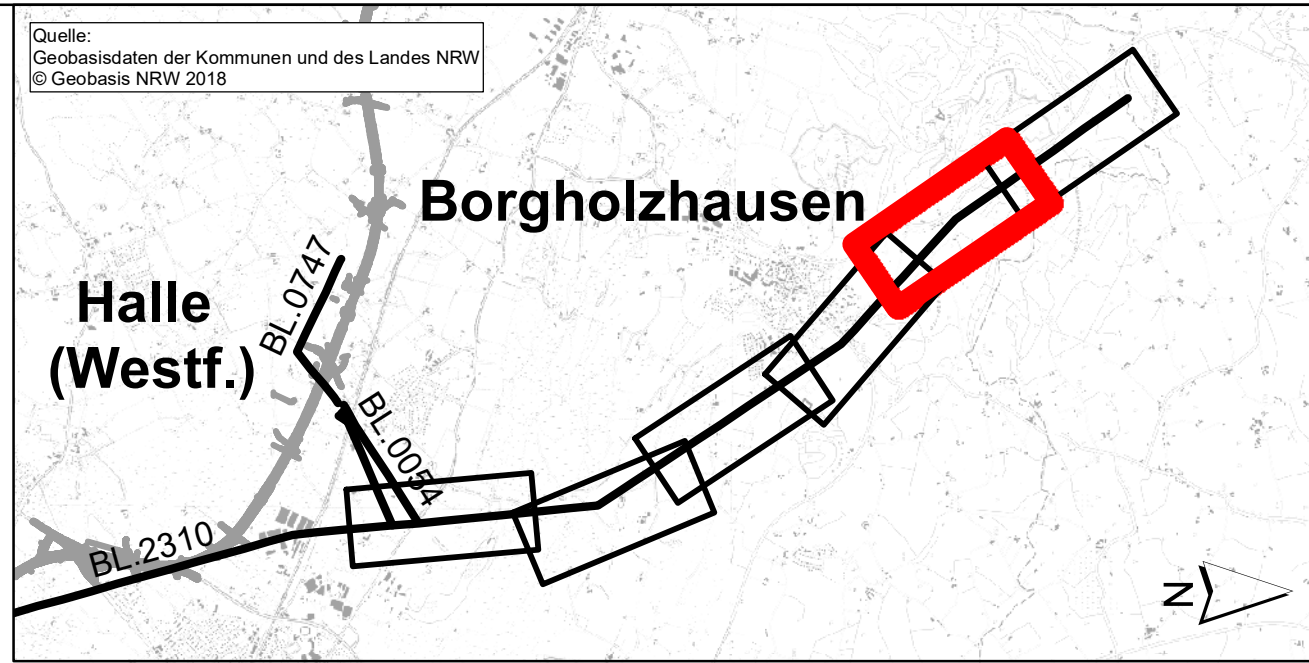 Quelle:
Geobasisdaten der Kommunen und des Landes NRW
© Geobasis NRW 2018
Borgholzhausen
Halle
(Westf.)
BL.0747
BL.0054
BL.2310
N